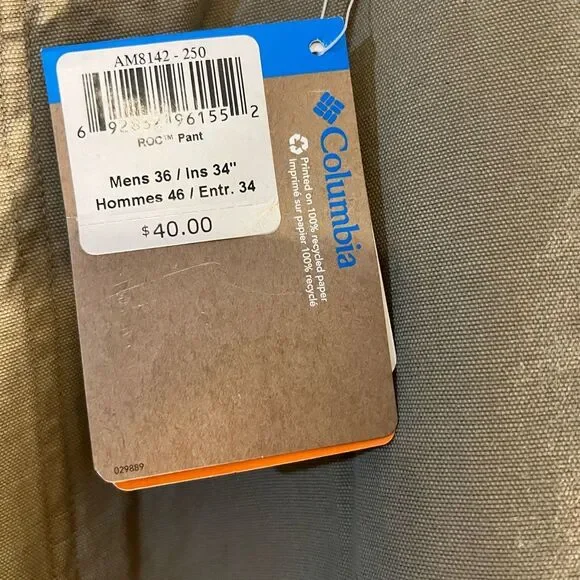 AM8142 - 250
ROC™ Pant
Mens 36 / Ins 34"
Hommes 46 / Entr. 34
$40.00
Columbia
Printed on 100% recycled paper
Imprimé sur papier 100% recyclé
029889